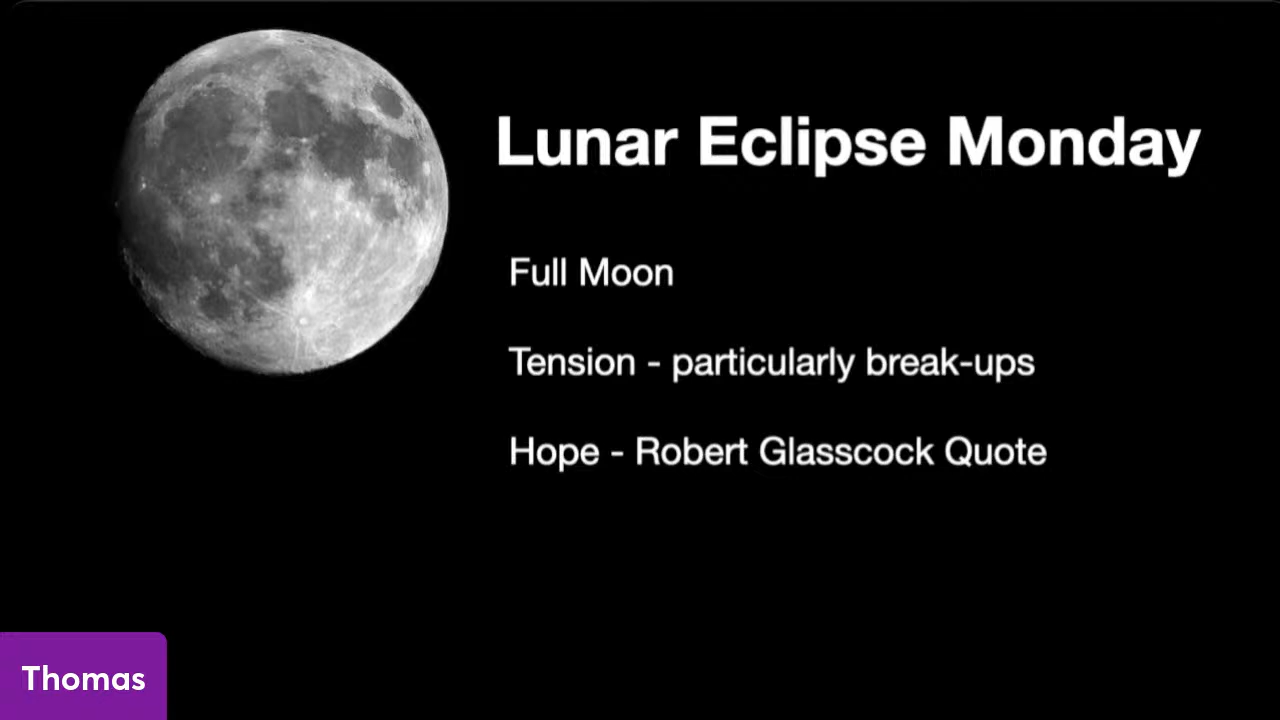 Lunar Eclipse Monday
Full Moon
Tension - particularly break-ups
Hope - Robert Glasscock Quote
Thomas